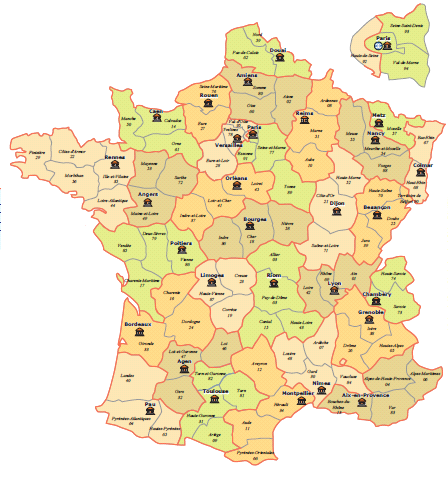 Seine-Saint-Denis
93
Paris
Hauts-de-Seine
92
Val-de-Marne
94
Nord
59
Pas-de-Calais
62
Douai
Amiens
Somme
80
Seine-Maritime
76
Rouen
Oise
60
Aisne
02
Ardennes
08
Reims
Marne
51
Manche
50
Caen
Calvados
14
Eure
27
Orne
61
Val-d'Oise
95
Yvelines
78
Paris
Versailles
Essonne
91
Seine-et-Marne
77
Eure-et-Loir
28
Aube
10
Meuse
55
Metz
Moselle
57
Nancy
Meurthe-et-Moselle
54
Vosges
88
Bas-Rhin
67
Colmar
Haut-Rhin
68
Territoire de
Belfort 90
Haute-Marne
52
Haute-Saône
70
Besançon
Doubs
25
Jura
39
Finistère
29
Côtes-d'Armor
22
Morbihan
56
Rennes
Ille-et-Vilaine
35
Mayenne
53
Sarthe
72
Loire-Atlantique
44
Angers
Maine-et-Loire
49
Orléans
Loiret
45
Loir-et-Cher
41
Indre-et-Loire
37
Yonne
89
Côte-d'Or
21
Dijon
Nièvre
58
Saône-et-Loire
71
Bourges
Cher
18
Indre
36
Vendée
85
Deux-Sèvres
79
Poitiers
Vienne
86
Charente-Maritime
17
Charente
16
Limoges
Haute-Vienne
87
Creuse
23
Corrèze
19
Allier
03
Riom
Puy-de-Dôme
63
Cantal
15
Haute-Loire
43
Loire
42
Rhône
69
Ain
01
Lyon
Haute-Savoie
74
Chambéry
Savoie
73
Grenoble
Isère
38
Hautes-Alpes
05
Drôme
26
Ardèche
07
Bordeaux
Gironde
33
Dordogne
24
Lot
46
Lot-et-Garonne
47
Agen
Tarn-et-Garonne
82
Aveyron
12
Lozère
48
Gard
30
Nîmes
Vaucluse
84
Alpes-de-Haute-Provence
04
Alpes-Maritimes
06
Aix-en-Provence
Bouches-du-
Rhône
13
Var
83
Landes
40
Gers
32
Toulouse
Tarn
81
Haute-Garonne
31
Montpellier
Hérault
34
Pau
Pyrénées-Atlantiques
64
Hautes-Pyrénées
65
Ariège
09
Aude
11
Pyrénées-Orientales
66